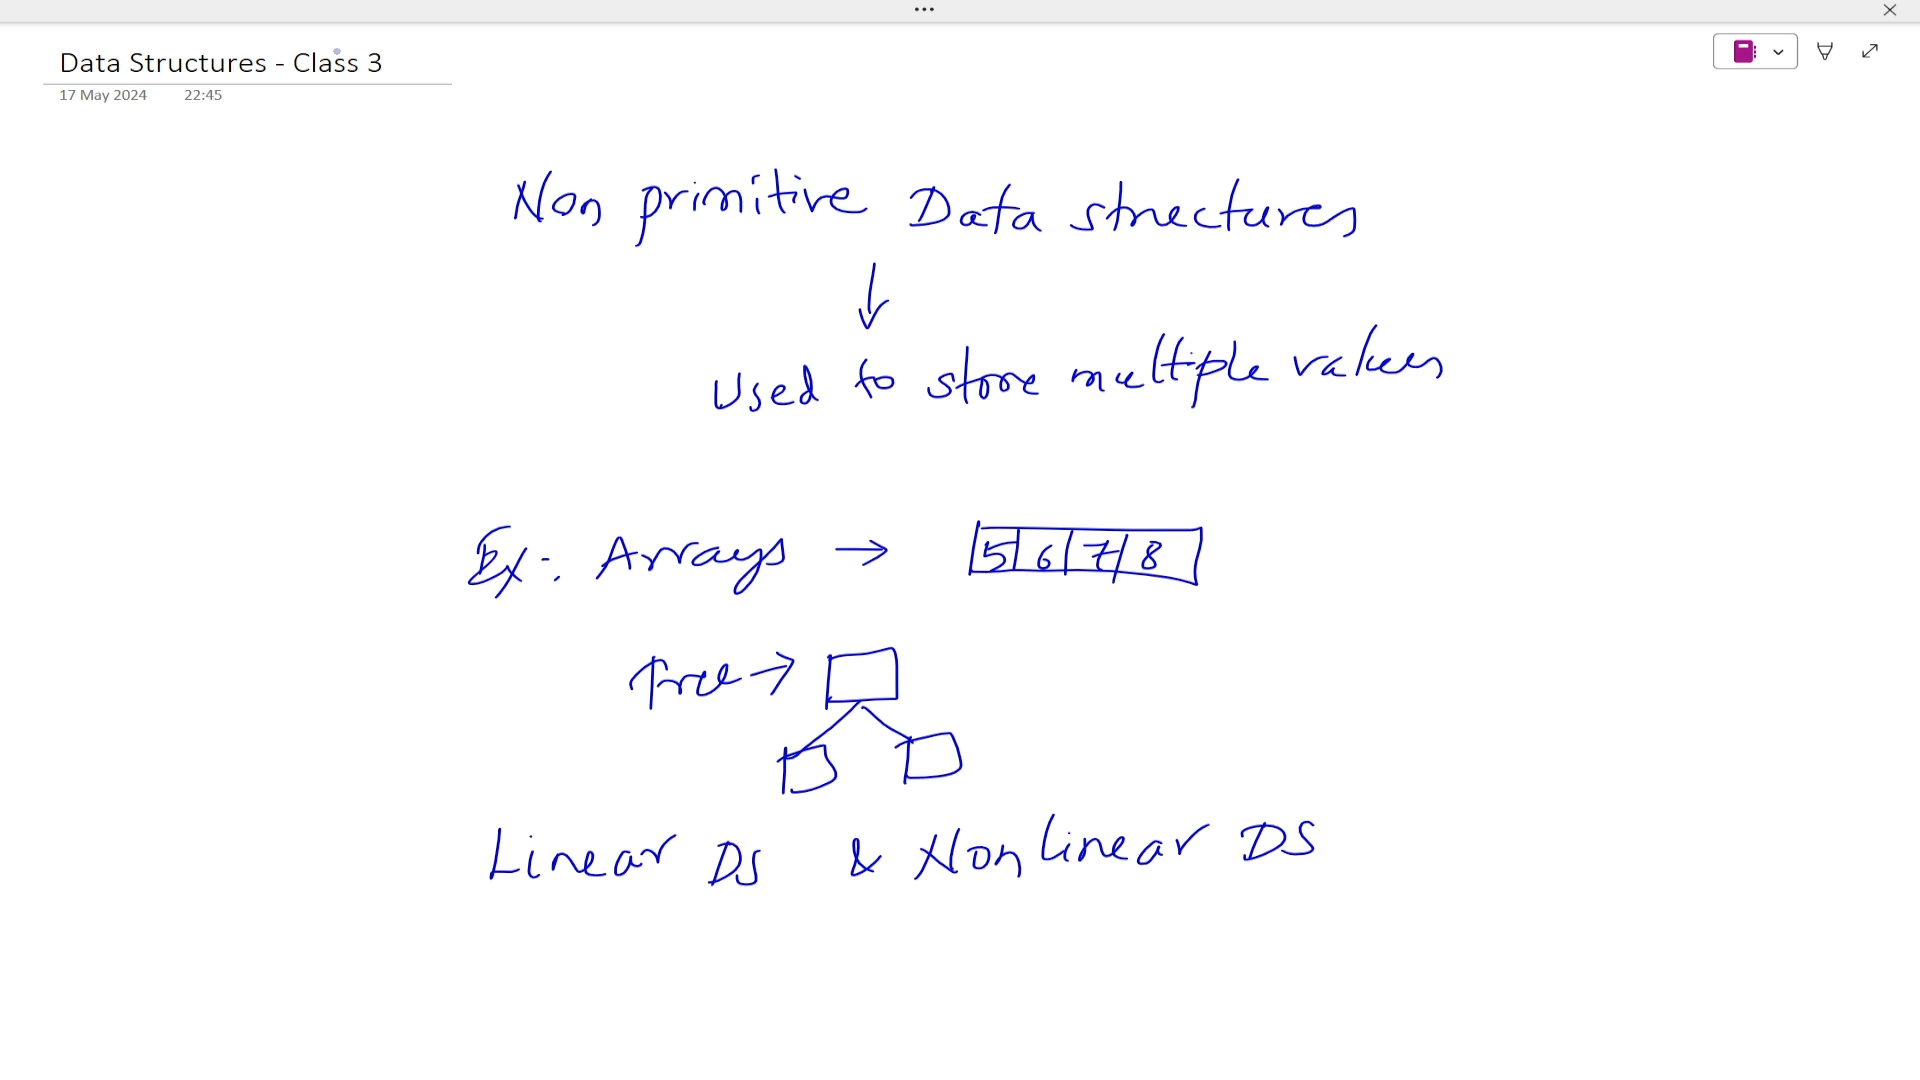 Data Structures - Class 3
17 May 2024 22:45
Non primitive Data structures
↓
Used to store multiple values
Ex:. Arrays → 5 6 7 8
Tree →
Linear DS & Non linear DS